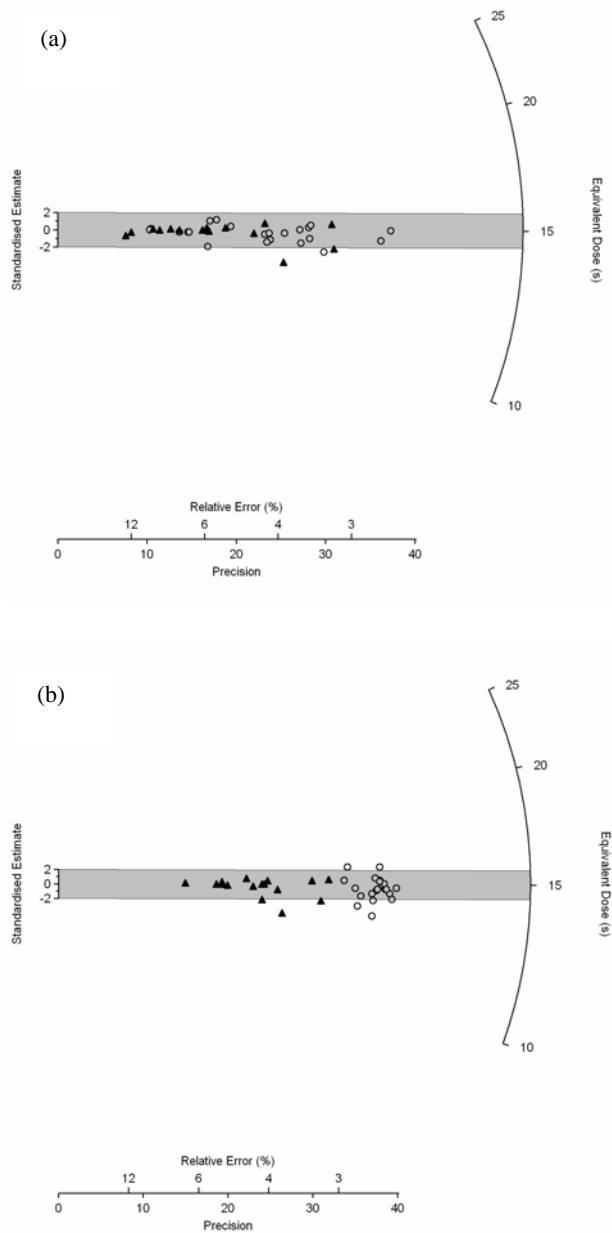 (a)
25
20
15
10
Equivalent Dose (s)
Standardised Estimate
2
0
-2
Relative Error (%)
12 6 4 3
0 10 20 30 40
Precision
(b)
25
20
15
10
Equivalent Dose (s)
Standardised Estimate
2
0
-2
Relative Error (%)
12 6 4 3
0 10 20 30 40
Precision